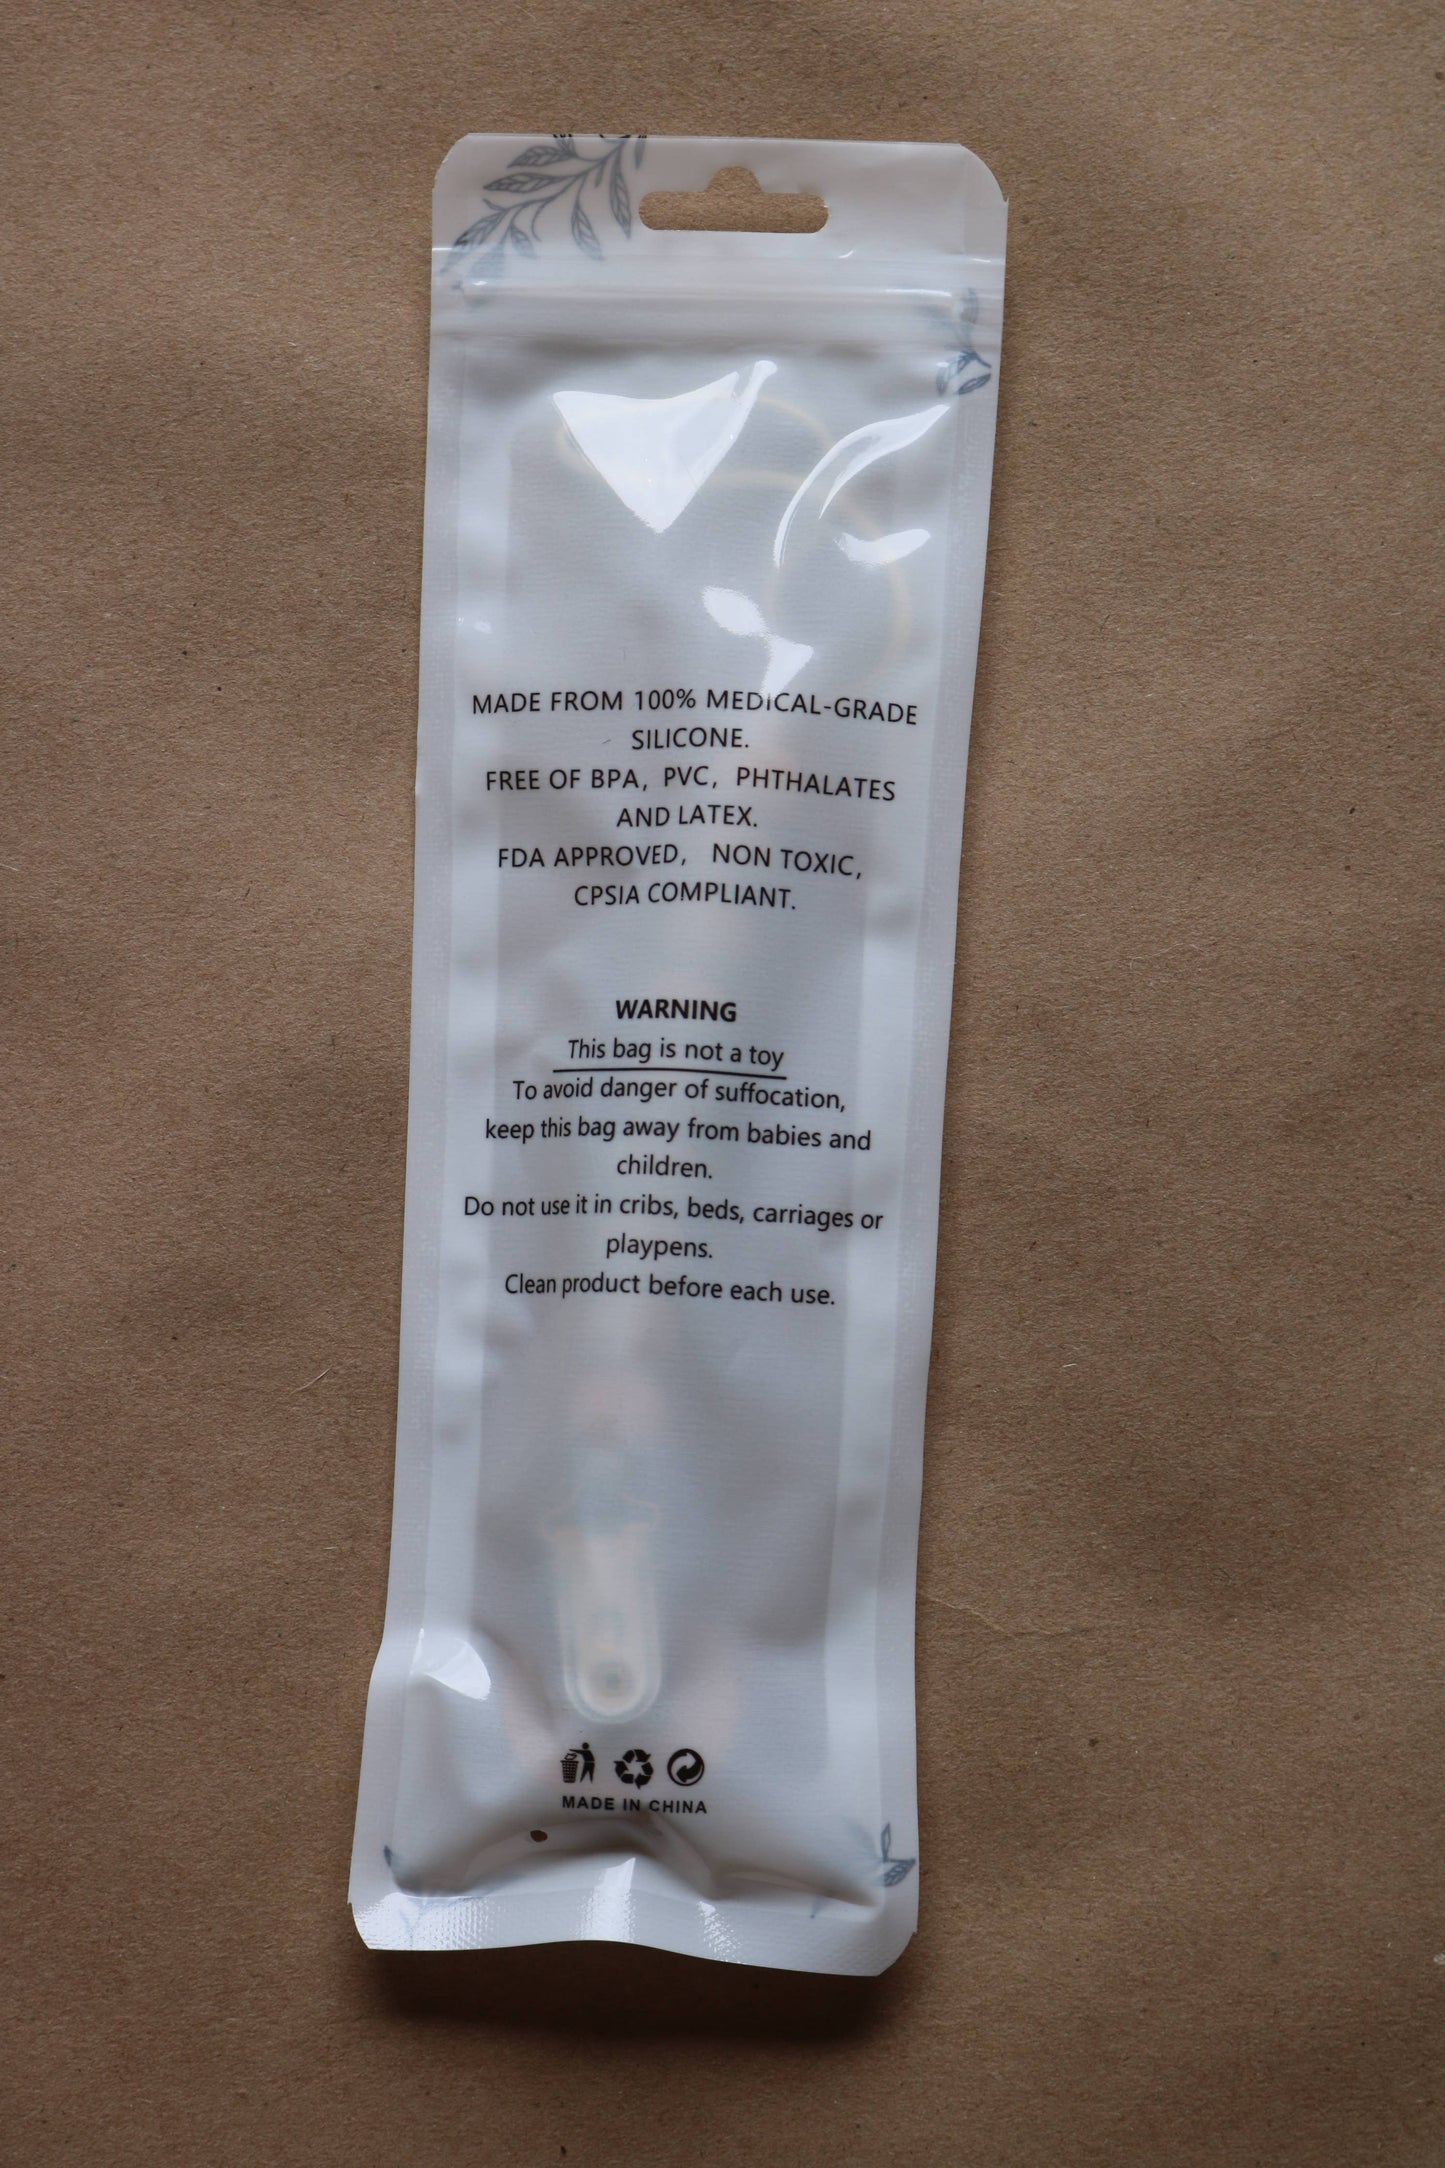 MADE FROM 100% MEDICAL-GRADE
SILICONE.
FREE OF BPA, PVC, PHTHALATES
AND LATEX.
FDA APPROVED, NON TOXIC,
CPSIA COMPLIANT.
WARNING
This bag is not a toy
To avoid danger of suffocation,
keep this bag away from babies and
children.
Do not use it in cribs, beds, carriages or
playpens.
Clean product before each use.
MADE IN CHINA